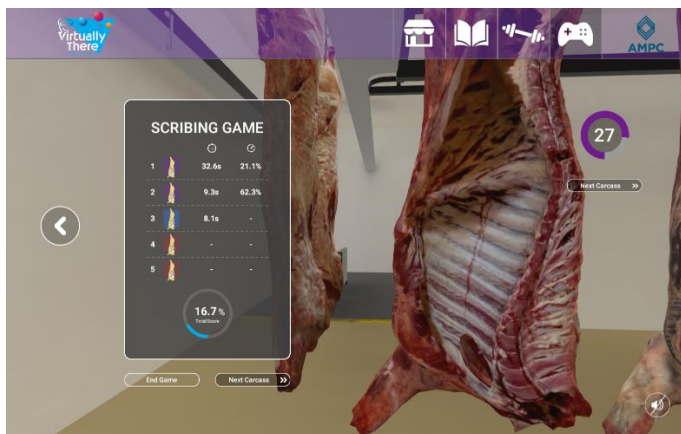 Virtually
There
AMPC
SCRIBING GAME
1 32.6s 21.1%
2 9.3s 62.3%
3 8.1s -
4 - -
5 - -
16.7%
Total Score
End Game
Next Carcass >>
27
Next Carcass >>